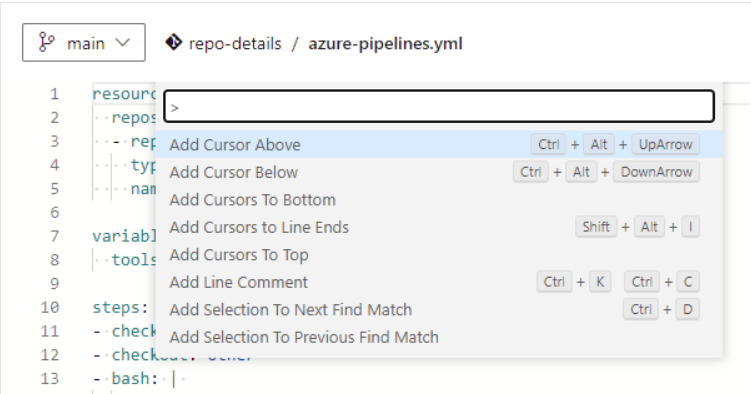 main repo-details / azure-pipelines.yml
1 resourc
2 repos
3 - rep
4 typ
5 nam
6
7 variabl
8 tools
9
10 steps:
11 - check
12 - checkout: other
13 - bash: |
>
Add Cursor Above Ctrl + Alt + UpArrow
Add Cursor Below Ctrl + Alt + DownArrow
Add Cursors To Bottom
Add Cursors to Line Ends Shift + Alt + I
Add Cursors To Top
Add Line Comment Ctrl + K Ctrl + C
Add Selection To Next Find Match Ctrl + D
Add Selection To Previous Find Match